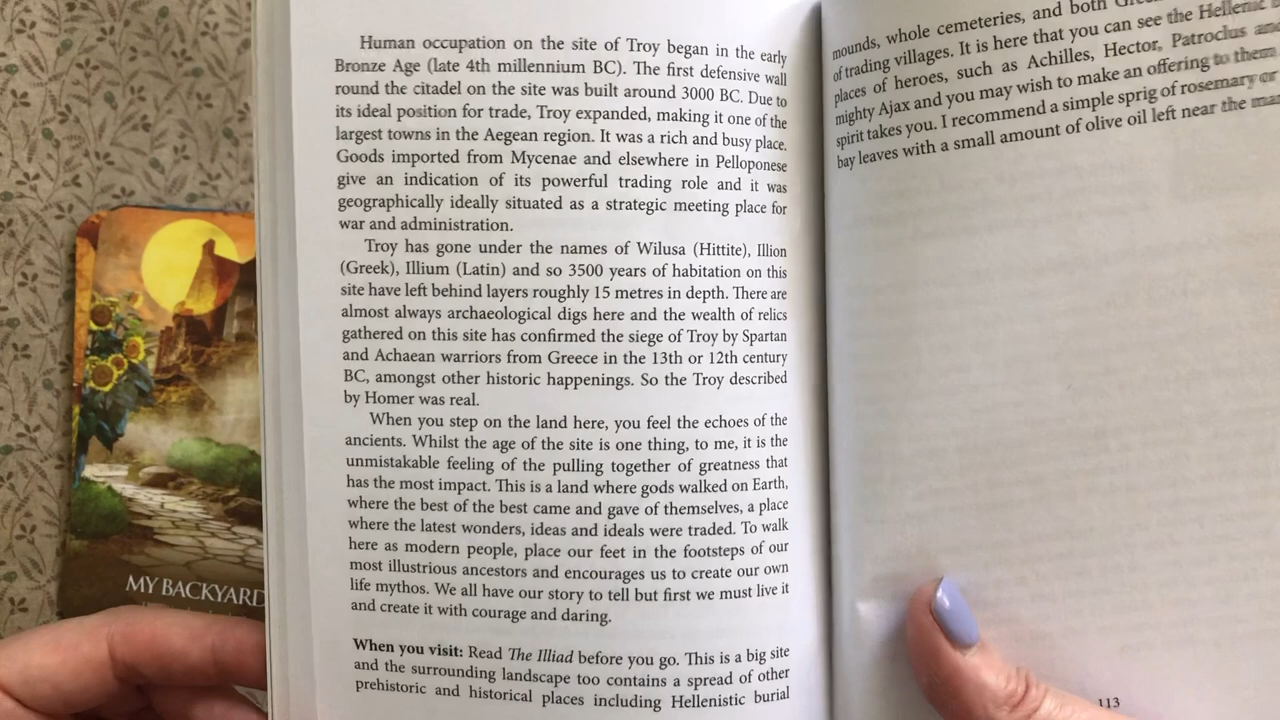 Human occupation on the site of Troy began in the early
Bronze Age (late 4th millennium BC). The first defensive wall
round the citadel on the site was built around 3000 BC. Due to
its ideal position for trade, Troy expanded, making it one of the
largest towns in the Aegean region. It was a rich and busy place.
Goods imported from Mycenae and elsewhere in Pelloponese
give an indication of its powerful trading role and it was
geographically ideally situated as a strategic meeting place for
war and administration.
Troy has gone under the names of Wilusa (Hittite), Illion
(Greek), Illium (Latin) and so 3500 years of habitation on this
site have left behind layers roughly 15 metres in depth. There are
almost always archaeological digs here and the wealth of relics
gathered on this site has confirmed the siege of Troy by Spartan
and Achaean warriors from Greece in the 13th or 12th century
BC, amongst other historic happenings. So the Troy described
by Homer was real.
When you step on the land here, you feel the echoes of the
ancients. Whilst the age of the site is one thing, to me, it is the
unmistakable feeling of the pulling together of greatness that
has the most impact. This is a land where gods walked on Earth,
where the best of the best came and gave of themselves, a place
where the latest wonders, ideas and ideals were traded. To walk
here as modern people, place our feet in the footsteps of our
most illustrious ancestors and encourages us to create our own
life mythos. We all have our story to tell but first we must live it
and create it with courage and daring.
When you visit: Read The Illiad before you go. This is a big site
and the surrounding landscape too contains a spread of other
prehistoric and historical places including Hellenistic burial
mounds, whole cemeteries, and both
of trading villages. It is here that you can see the Hellenic
places of heroes, such as Achilles, Hector, Patroclus and
mighty Ajax and you may wish to make an offering to them
spirit takes you. I recommend a simple sprig of rosemary or
bay leaves with a small amount of olive oil left near the
113
MY BACKYARD